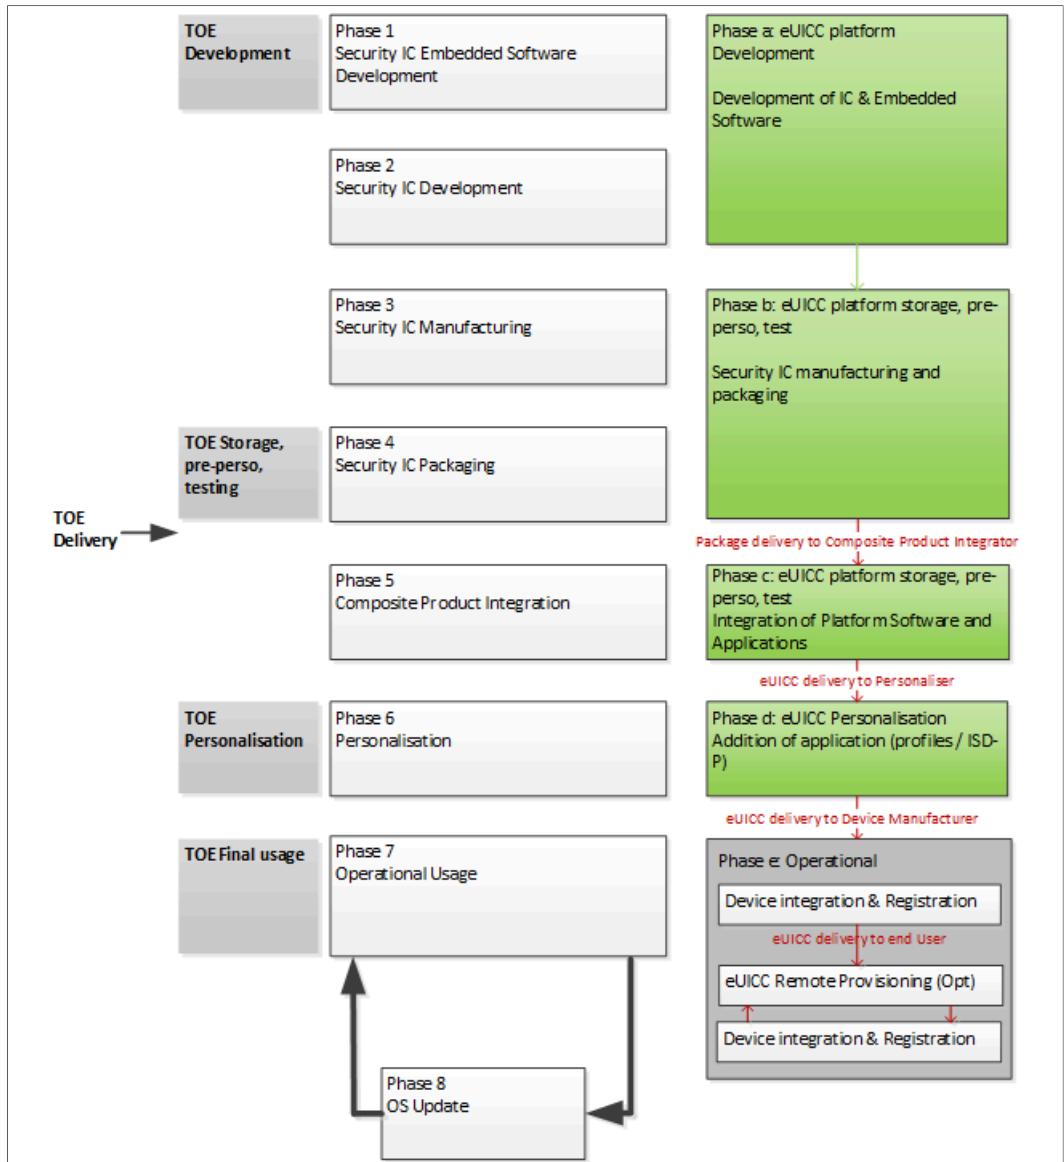 TOE
Development
Phase 1
Security IC Embedded Software
Development
Phase a: eUICC platform
Development
Development of IC & Embedded
Software
Phase 2
Security IC Development
Phase 3
Security IC Manufacturing
Phase b: eUICC platform storage, pre-
perso, test
Security IC manufacturing and
packaging
TOE Storage,
pre-perso,
testing
Phase 4
Security IC Packaging
TOE
Delivery
Package delivery to Composite Product Integrator
Phase 5
Composite Product Integration
Phase c: eUICC platform storage, pre-
perso, test
Integration of Platform Software and
Applications
eUICC delivery to Personaliser
TOE
Personalisation
Phase 6
Personalisation
Phase d: eUICC Personalisation
Addition of application (profiles / ISD-
P)
eUICC delivery to Device Manufacturer
TOE Final usage
Phase 7
Operational Usage
Phase e: Operational
Device integration & Registration
eUICC delivery to end User
eUICC Remote Provisioning (Opt)
Device integration & Registration
Phase 8
OS Update